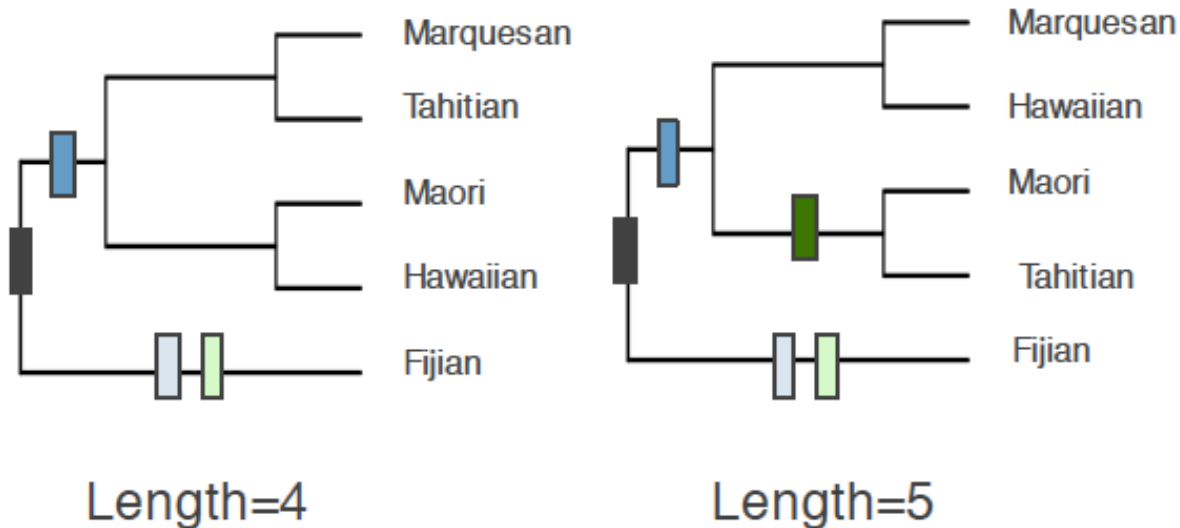 Marquesan
Tahitian
Maori
Hawaiian
Fijian
Length=4
Marquesan
Hawaiian
Maori
Tahitian
Fijian
Length=5